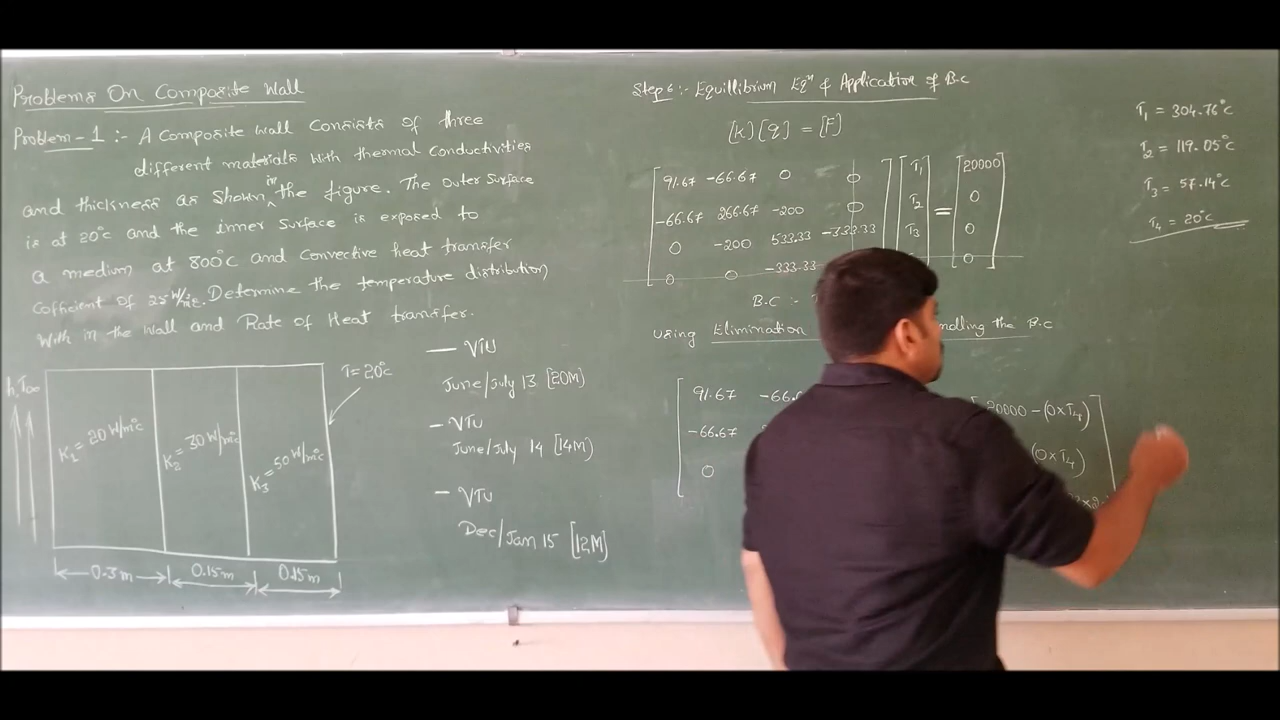 Problems On Composite Wall
Problem-1 :- A Composite wall consists of three
different materials with thermal conductivities
and thickness as shown in the figure. The outer surface
is at 20°c and the inner surface is exposed to
a medium at 800°c and Convective heat transfer
Cofficient of 25 W/m²c. Determine the temperature distribution
with in the wall and Rate of Heat transfer.
h, T∞
K₁ = 20 W/m°c
K₂ = 30 W/m°c
K₃ = 50 W/m°c
T = 20°c
0.3m
0.15m
0.15m
— VTU
June/July 13 [20M]
— VTU
June/July 14 [14M]
— VTU
Dec/Jan 15 [12M]
Step 6 :- Equillibrium Eqⁿ & Application of B.C
[K] [q] = [F]
91.67 -66.67 0 0 T₁ 20000
-66.67 266.67 -200 0 T₂ = 0
0 -200 533.33 -333.33 T₃ 0
0 0 -333.33 0
B.C :-
Using Elimination
the B.C
91.67 20000 - (0×T₄)
-66.67 (0×T₄)
0
T₁ = 304.76°c
T₂ = 119.05°c
T₃ = 57.14°c
T₄ = 20°c